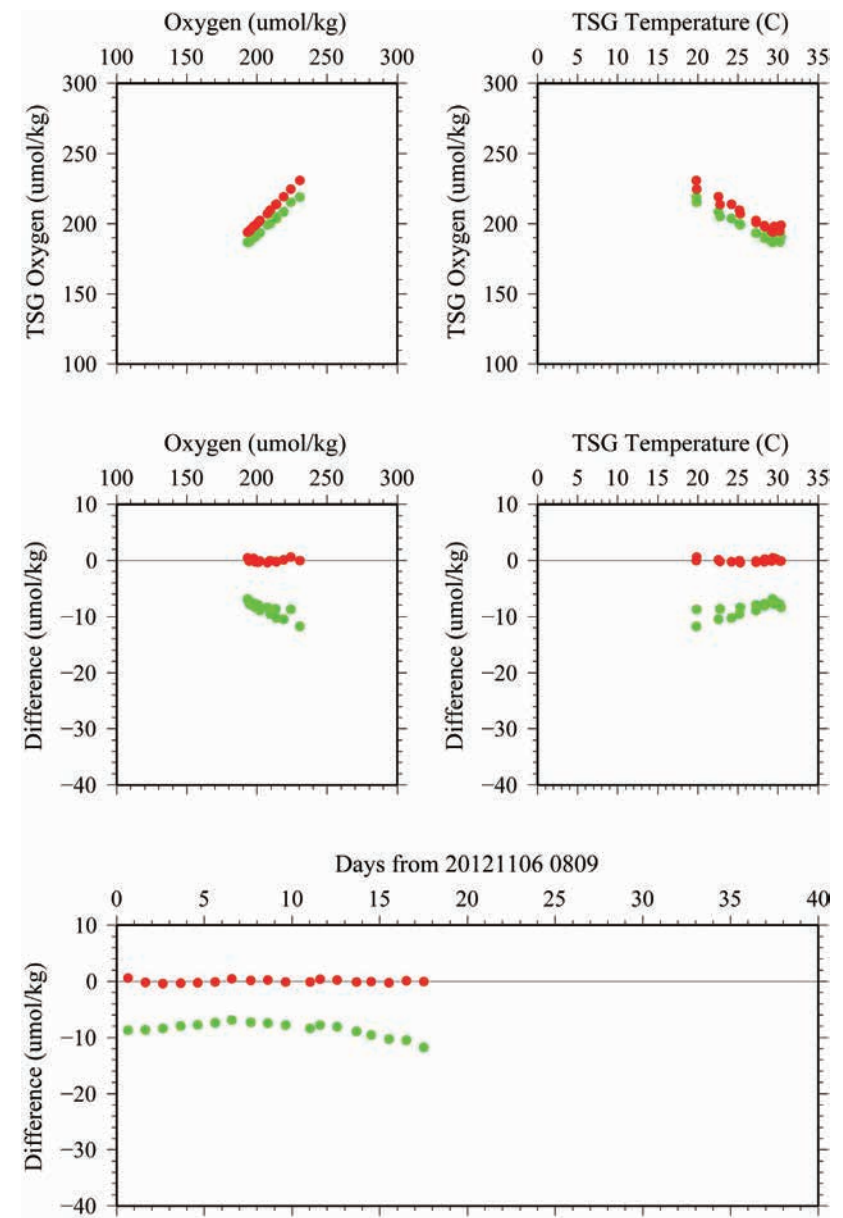 Oxygen (umol/kg)
100 150 200 250 300
TSG Oxygen (umol/kg)
300
250
200
150
100
TSG Temperature (C)
0 5 10 15 20 25 30 35
TSG Oxygen (umol/kg)
300
250
200
150
100
Oxygen (umol/kg)
100 150 200 250 300
Difference (umol/kg)
10
0
−10
−20
−30
−40
TSG Temperature (C)
0 5 10 15 20 25 30 35
Difference (umol/kg)
10
0
−10
−20
−30
−40
Days from 20121106 0809
0 5 10 15 20 25 30 35 40
Difference (umol/kg)
10
0
−10
−20
−30
−40